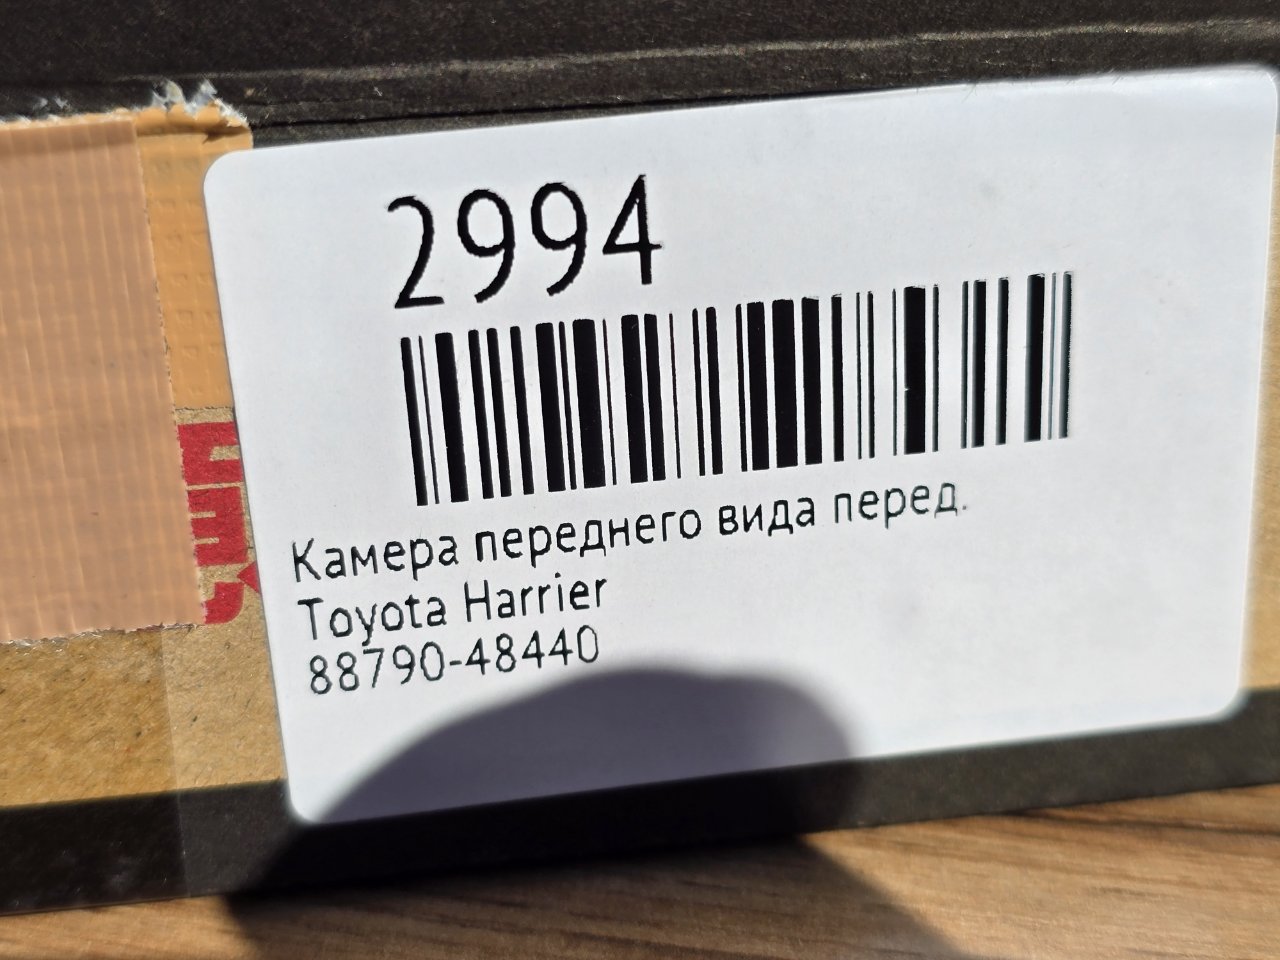 2994
Камера переднего вида перед.
Toyota Harrier
88790-48440